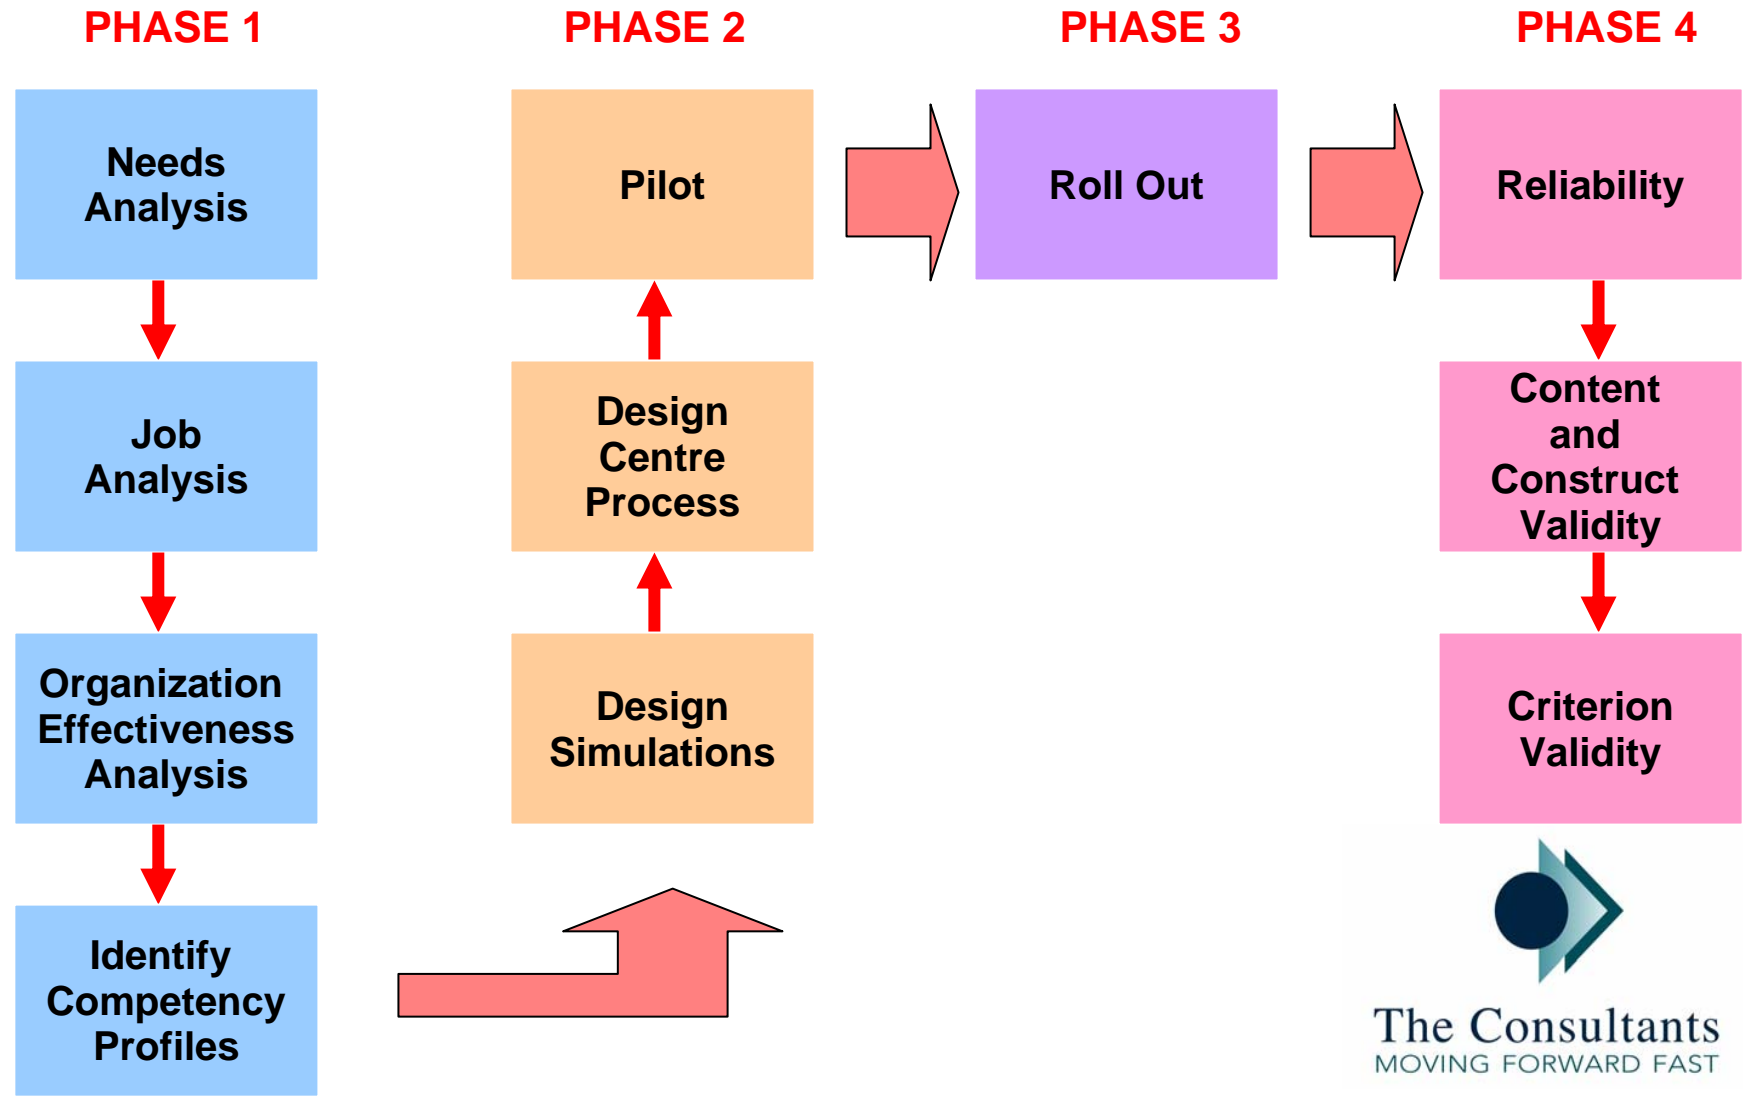 PHASE 1
PHASE 2
PHASE 3
PHASE 4
Needs
Analysis
Job
Analysis
Organization
Effectiveness
Analysis
Identify
Competency
Profiles
Pilot
Design
Centre
Process
Design
Simulations
Roll Out
Reliability
Content
and
Construct
Validity
Criterion
Validity
The Consultants
MOVING FORWARD FAST